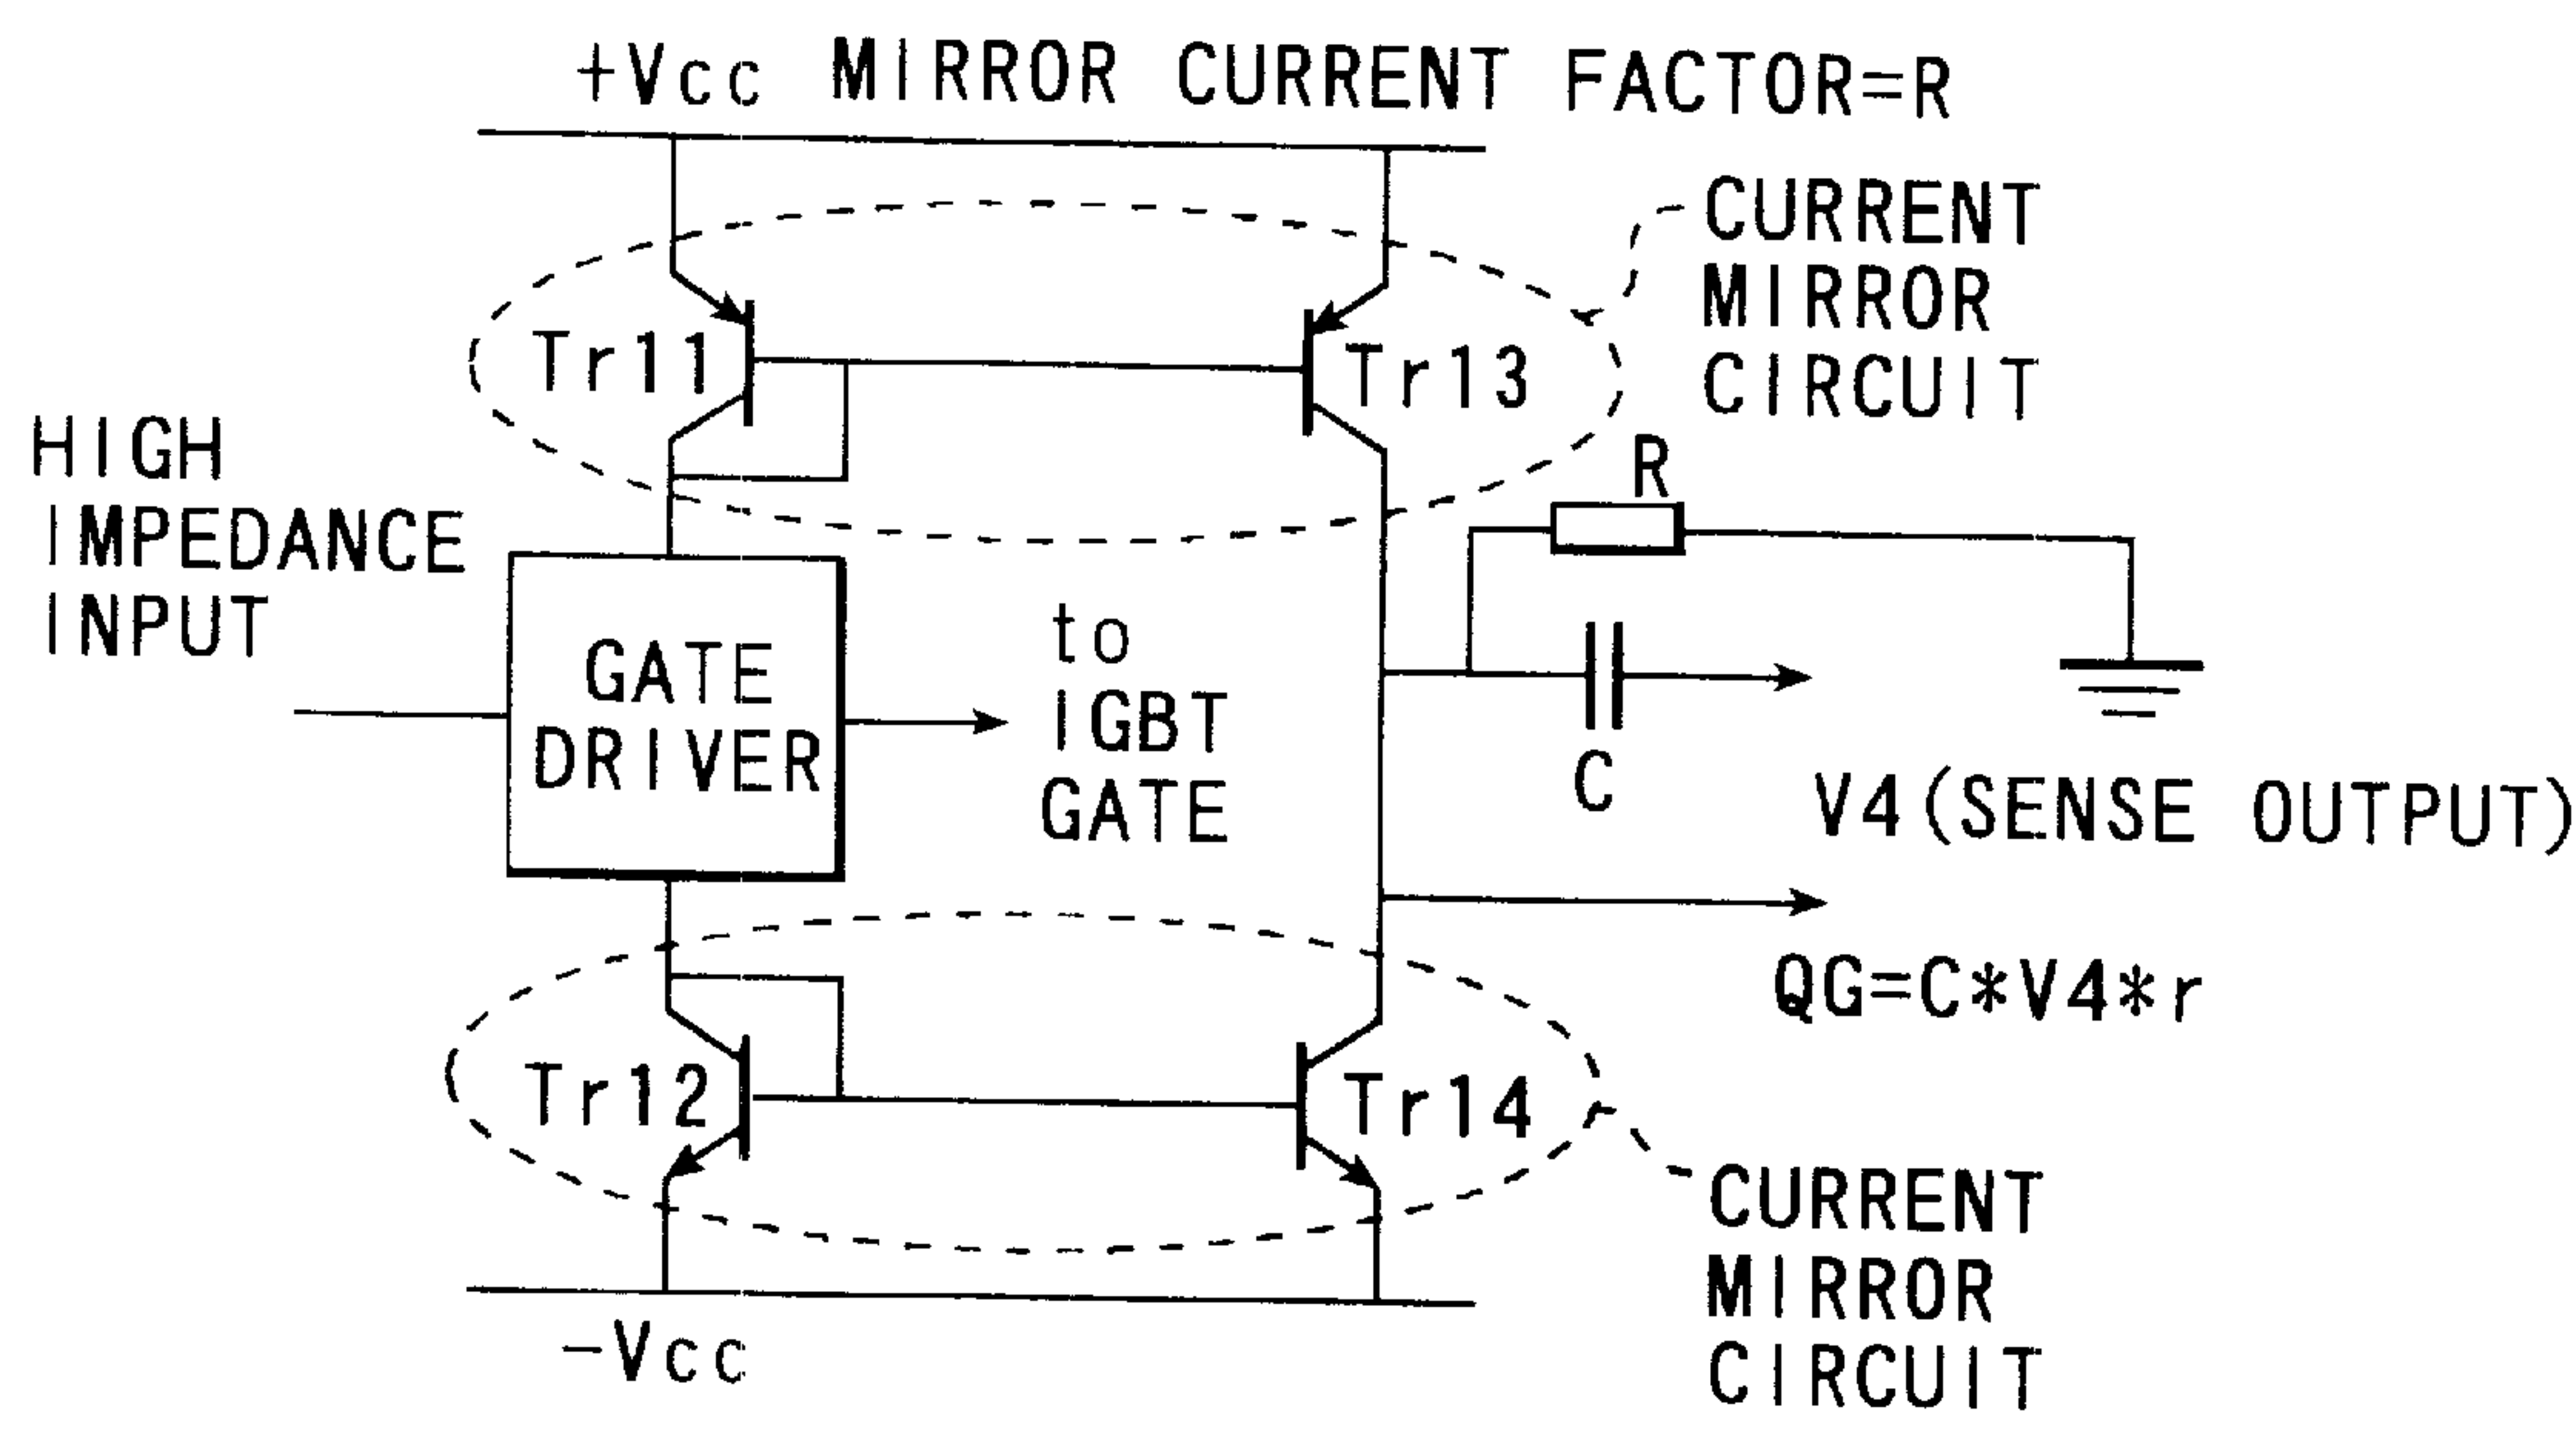 +Vcc MIRROR CURRENT FACTOR=R
CURRENT
MIRROR
CIRCUIT
Tr11
Tr13
HIGH
IMPEDANCE
INPUT
R
GATE
DRIVER
to
IGBT
GATE
C
V4(SENSE OUTPUT)
QG=C*V4*r
Tr12
Tr14
CURRENT
MIRROR
CIRCUIT
-Vcc